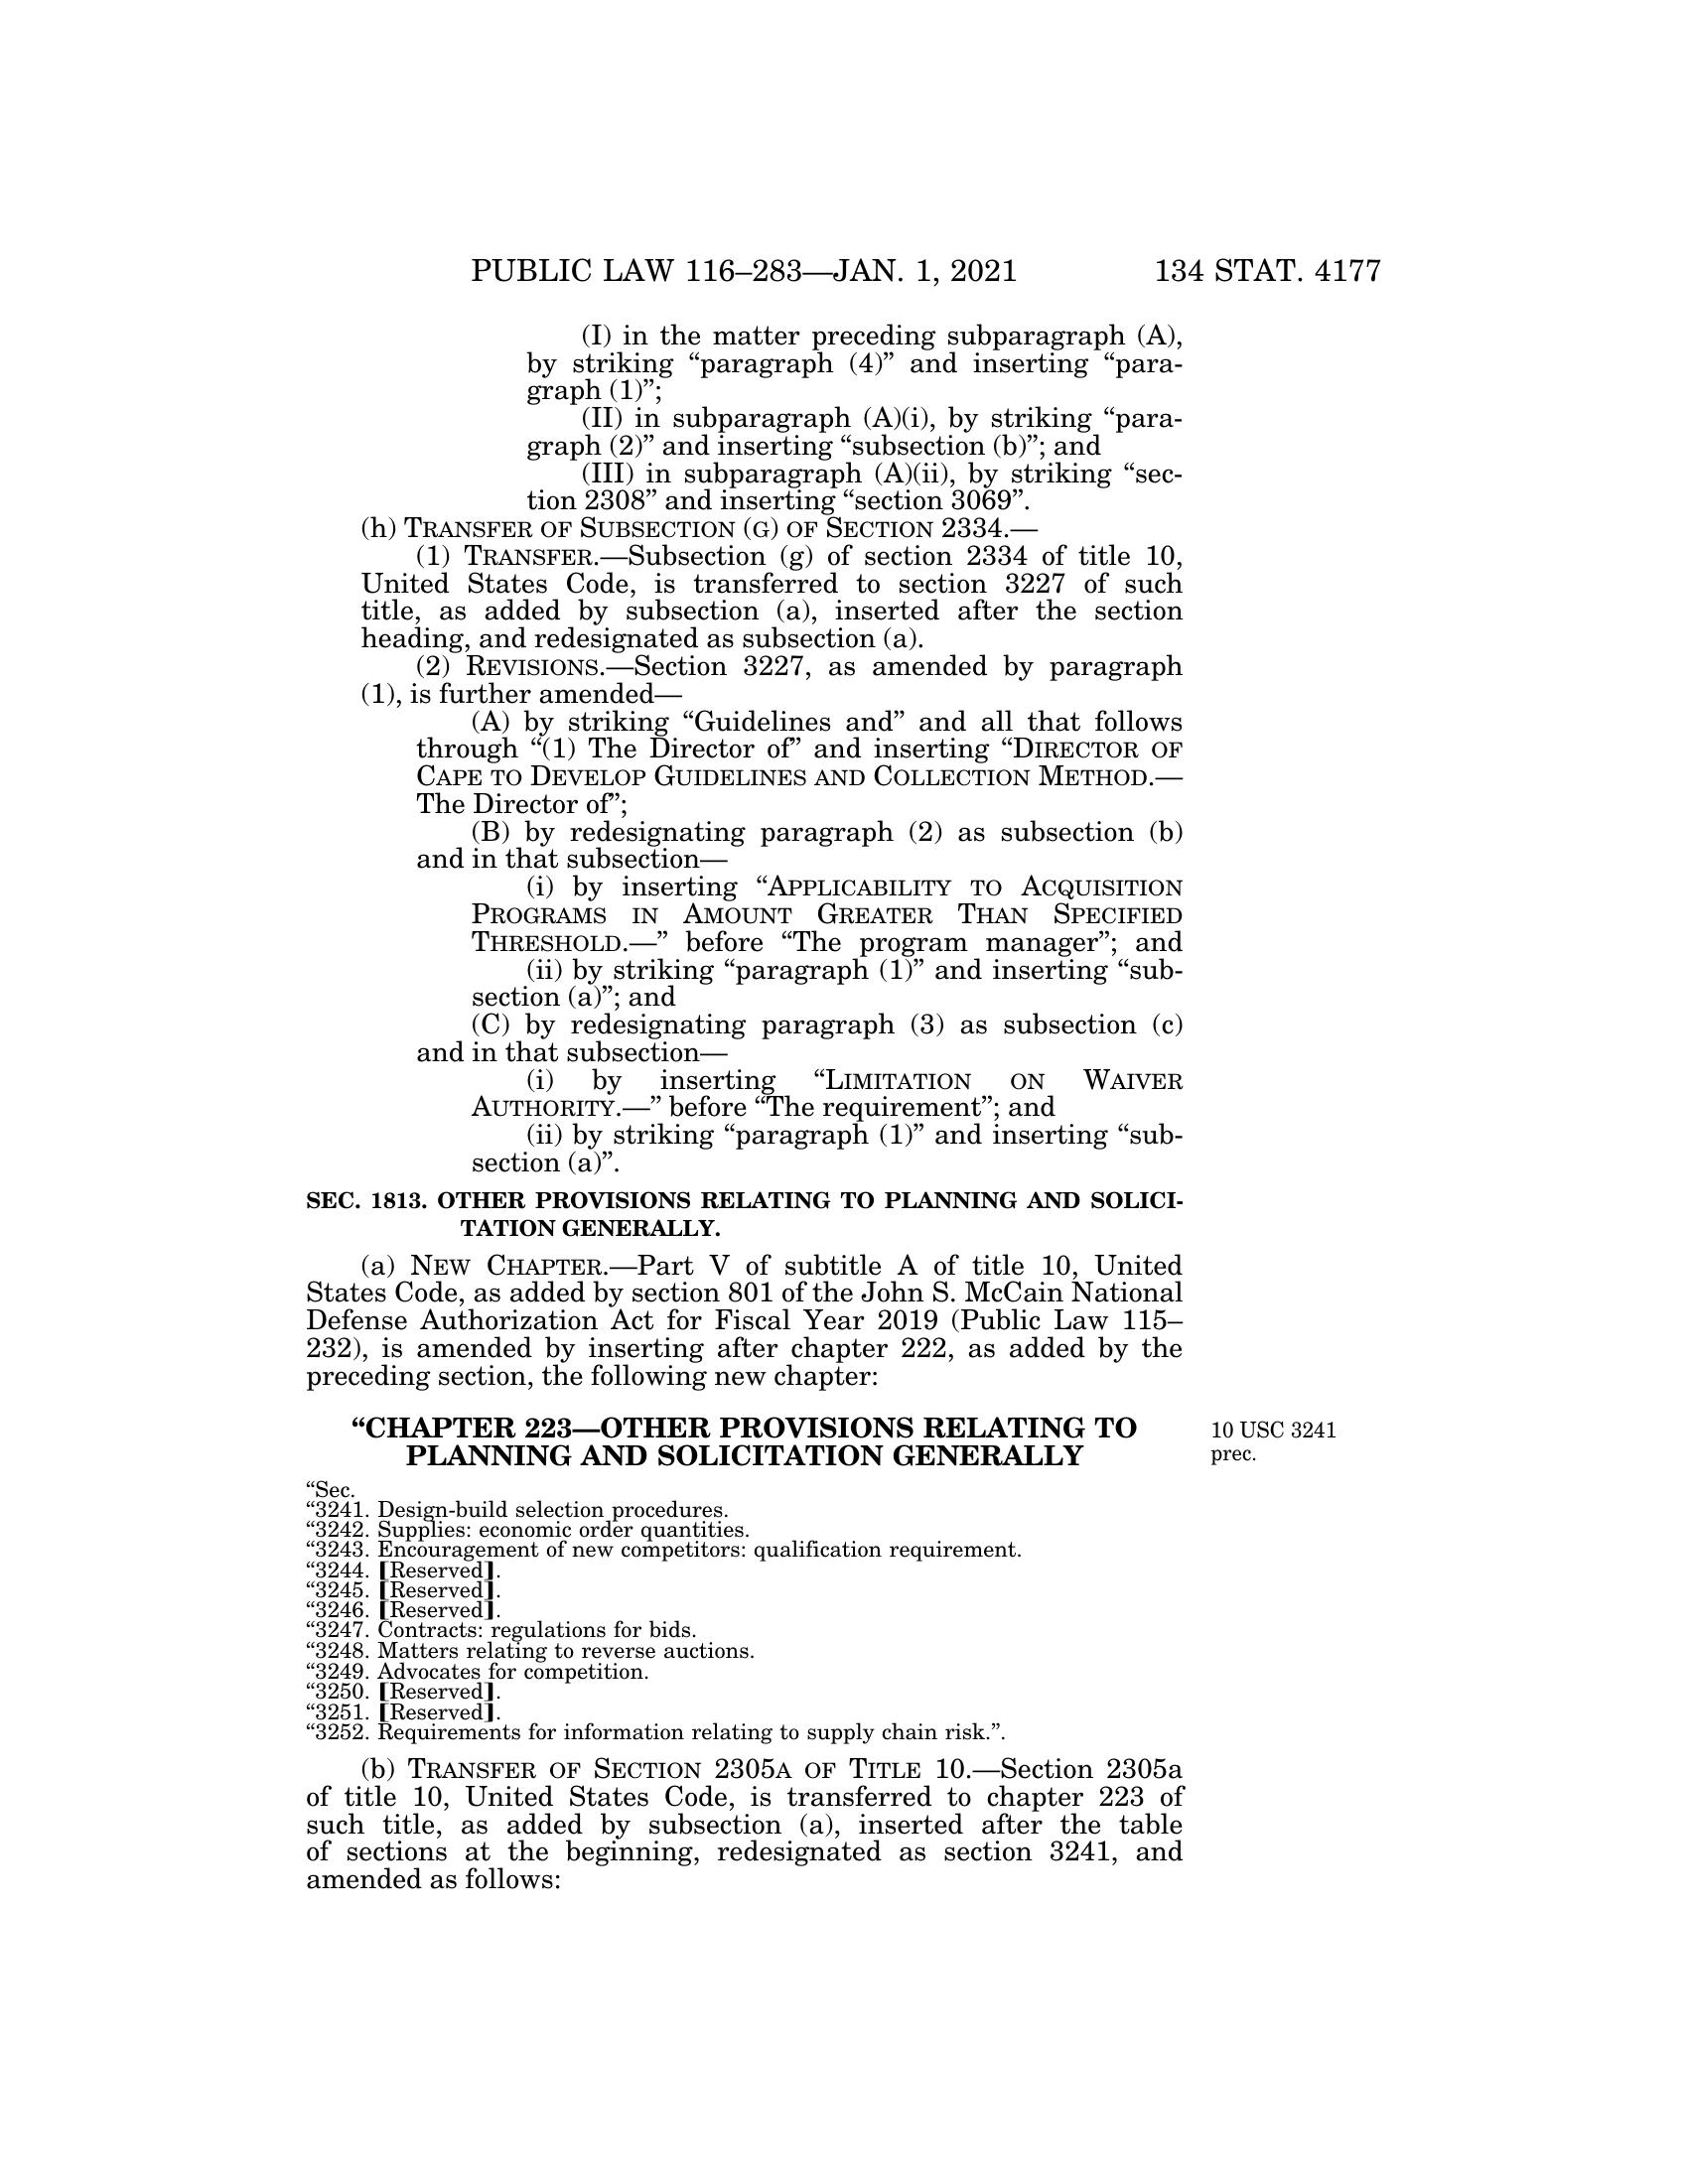 PUBLIC LAW 116–283—JAN. 1, 2021
134 STAT. 4177
(I) in the matter preceding subparagraph (A),
by striking “paragraph (4)” and inserting “para-
graph (1)”;
(II) in subparagraph (A)(i), by striking “para-
graph (2)” and inserting “subsection (b)”; and
(III) in subparagraph (A)(ii), by striking “sec-
tion 2308” and inserting “section 3069”.
(h) TRANSFER OF SUBSECTION (G) OF SECTION 2334.—
(1) TRANSFER.—Subsection (g) of section 2334 of title 10,
United States Code, is transferred to section 3227 of such
title, as added by subsection (a), inserted after the section
heading, and redesignated as subsection (a).
(2) REVISIONS.—Section 3227, as amended by paragraph
(1), is further amended—
(A) by striking “Guidelines and” and all that follows
through “(1) The Director of” and inserting “DIRECTOR OF
CAPE TO DEVELOP GUIDELINES AND COLLECTION METHOD.—
The Director of”;
(B) by redesignating paragraph (2) as subsection (b)
and in that subsection—
(i) by inserting “APPLICABILITY TO ACQUISITION
PROGRAMS IN AMOUNT GREATER THAN SPECIFIED
THRESHOLD.—” before “The program manager”; and
(ii) by striking “paragraph (1)” and inserting “sub-
section (a)”; and
(C) by redesignating paragraph (3) as subsection (c)
and in that subsection—
(i) by inserting “LIMITATION ON WAIVER
AUTHORITY.—” before “The requirement”; and
(ii) by striking “paragraph (1)” and inserting “sub-
section (a)”.
SEC. 1813. OTHER PROVISIONS RELATING TO PLANNING AND SOLICI-
TATION GENERALLY.
(a) NEW CHAPTER.—Part V of subtitle A of title 10, United
States Code, as added by section 801 of the John S. McCain National
Defense Authorization Act for Fiscal Year 2019 (Public Law 115–
232), is amended by inserting after chapter 222, as added by the
preceding section, the following new chapter:
“CHAPTER 223—OTHER PROVISIONS RELATING TO
PLANNING AND SOLICITATION GENERALLY
10 USC 3241
prec.
“Sec.
“3241. Design-build selection procedures.
“3242. Supplies: economic order quantities.
“3243. Encouragement of new competitors: qualification requirement.
“3244. [Reserved].
“3245. [Reserved].
“3246. [Reserved].
“3247. Contracts: regulations for bids.
“3248. Matters relating to reverse auctions.
“3249. Advocates for competition.
“3250. [Reserved].
“3251. [Reserved].
“3252. Requirements for information relating to supply chain risk.”.
(b) TRANSFER OF SECTION 2305A OF TITLE 10.—Section 2305a
of title 10, United States Code, is transferred to chapter 223 of
such title, as added by subsection (a), inserted after the table
of sections at the beginning, redesignated as section 3241, and
amended as follows: